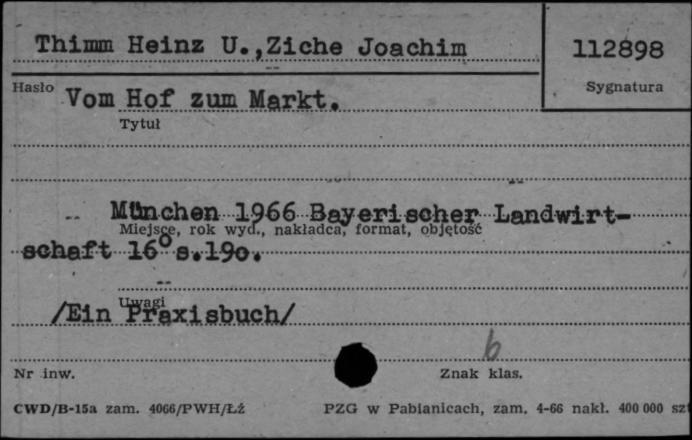 Thimm Heinz U.,Ziche Joachim
112898
Hasło
Sygnatura
Vom Hof zum Markt.
Tytuł
München 1966 Bayerischer Landwirt-
Miejsce, rok wyd., nakładca, format, objętość
schaft 16° s.190.
Uwagi
/Ein Praxisbuch/
b
Nr inw.
Znak klas.
CWD/B-15a zam. 4066/PWH/Łź
PZG w Pabianicach, zam. 4-66 nakł. 400 000 szt